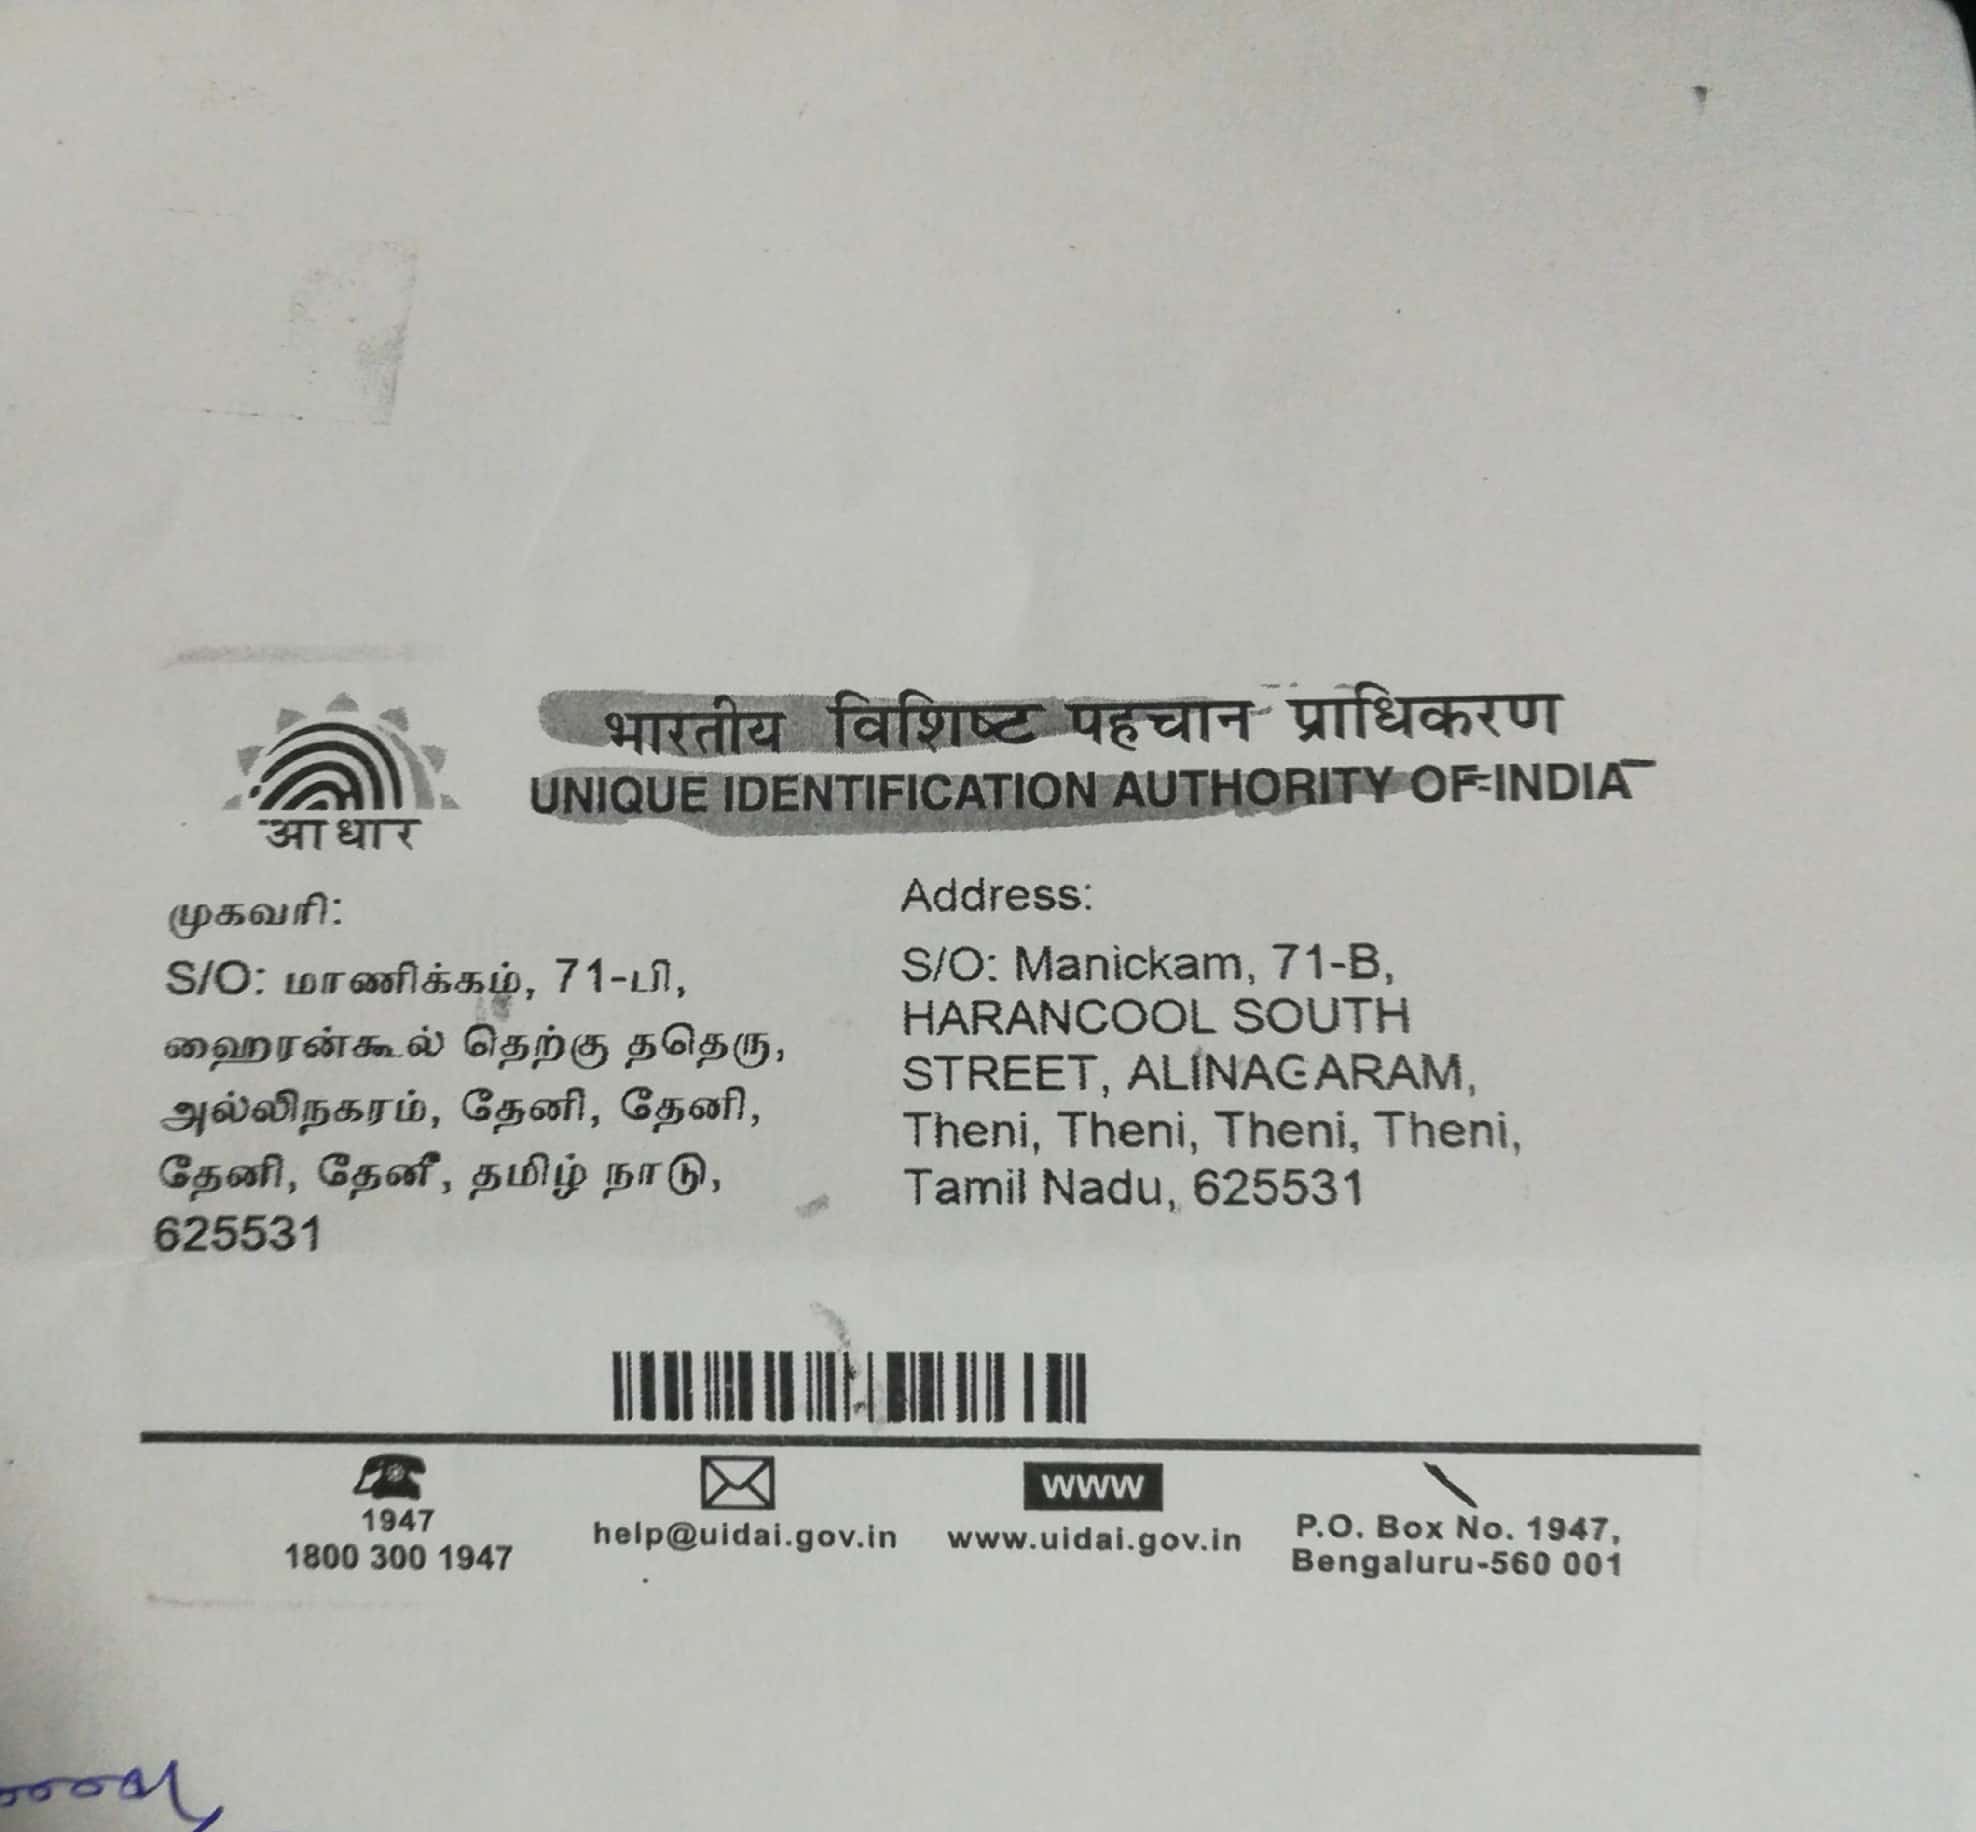 भारतीय विशिष्ट पहचान प्राधिकरण
UNIQUE IDENTIFICATION AUTHORITY OF INDIA
आधार
முகவரி:
S/O: மாணிக்கம், 71-பி,
ஹைரன்கூல் தெற்கு ததெரு,
அல்லிநகரம், தேனி, தேனி,
தேனி, தேனீ, தமிழ் நாடு,
625531
Address:
S/O: Manickam, 71-B,
HARANCOOL SOUTH
STREET, ALINAGARAM,
Theni, Theni, Theni, Theni,
Tamil Nadu, 625531
1947
1800 300 1947
help@uidai.gov.in
WWW
www.uidai.gov.in
P.O. Box No. 1947,
Bengaluru-560 001